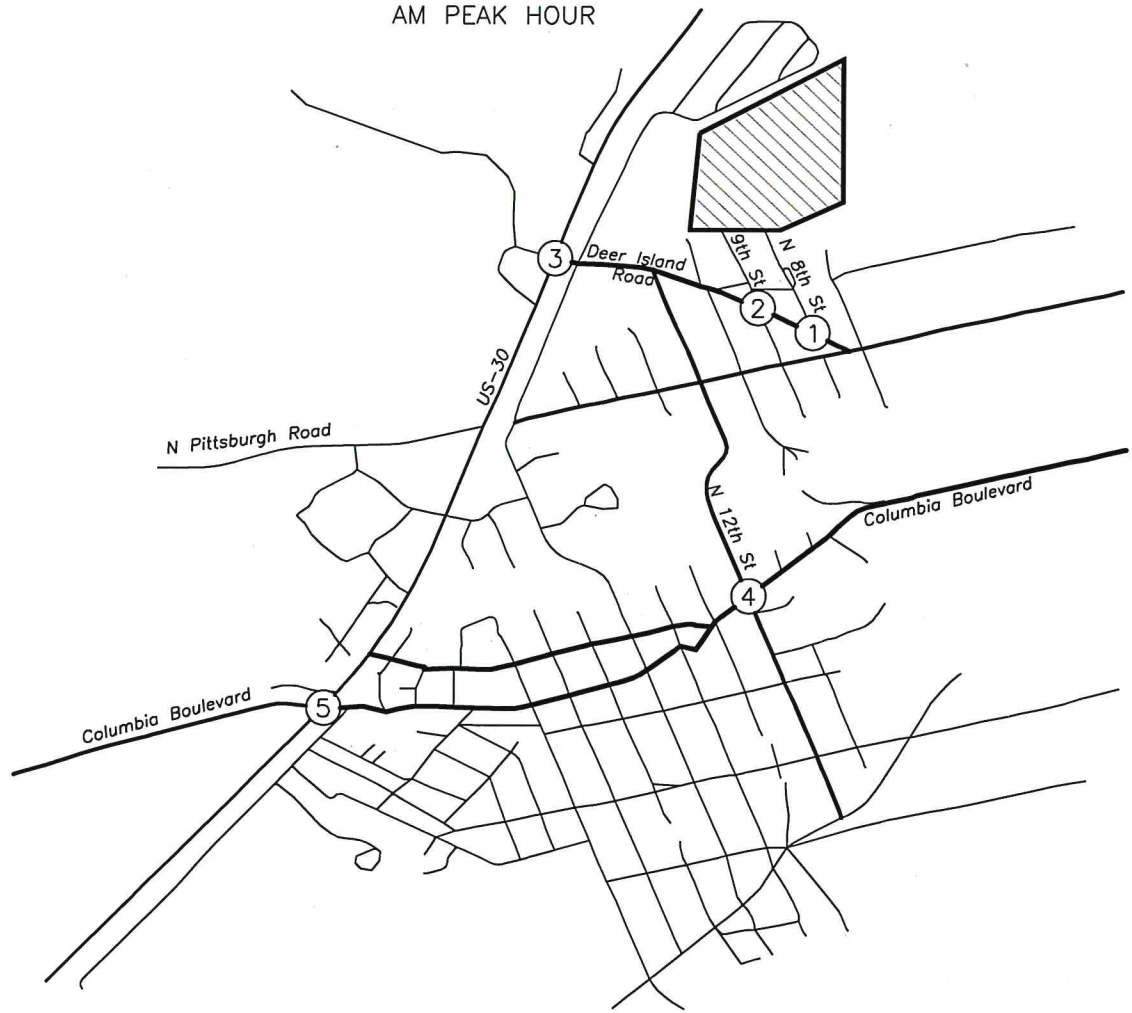 AM PEAK HOUR
3
Deer Island
Road
9th St
N 8th St
2
1
US-30
N Pittsburgh Road
N 12th St
Columbia Boulevard
4
Columbia Boulevard
5